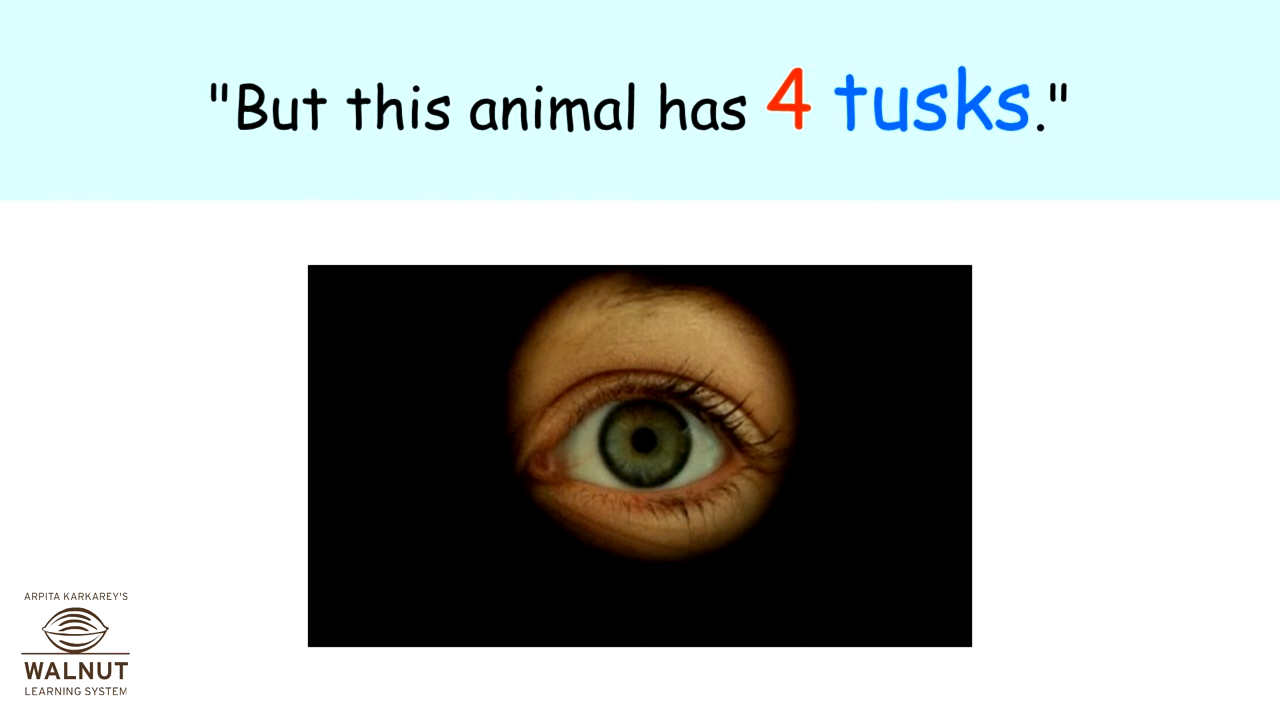 "But this animal has 4 tusks."
ARPITA KARKAREY'S
WALNUT
LEARNING SYSTEM